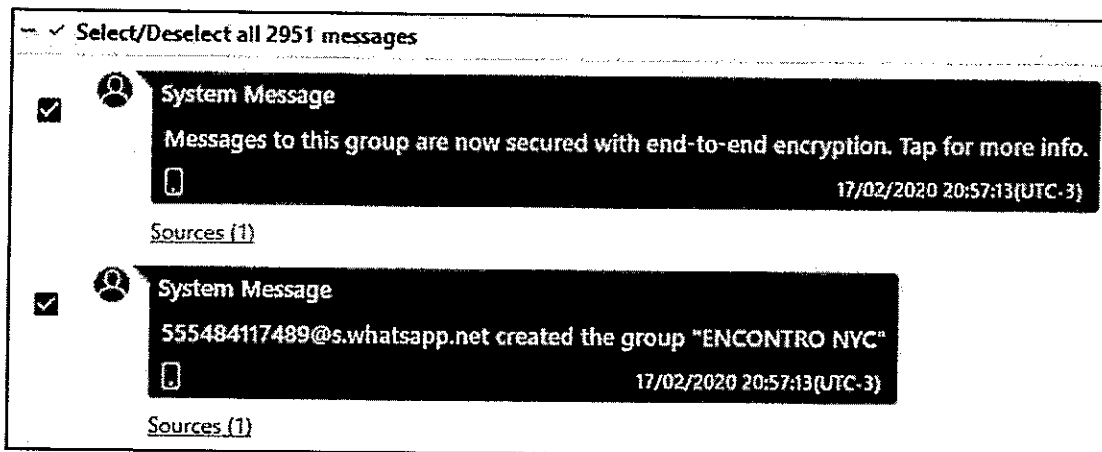 Select/Deselect all 2951 messages
System Message
Messages to this group are now secured with end-to-end encryption. Tap for more info.
17/02/2020 20:57:13(UTC-3)
Sources (1)
System Message
555484117489@s.whatsapp.net created the group "ENCONTRO NYC"
17/02/2020 20:57:13(UTC-3)
Sources (1)